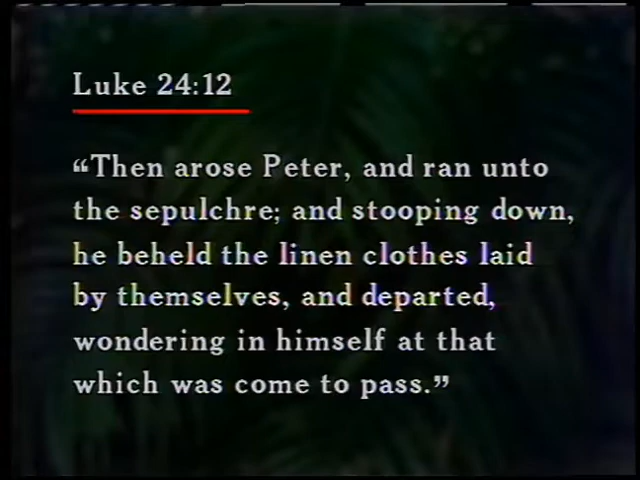 Luke 24:12
“Then arose Peter, and ran unto
the sepulchre; and stooping down,
he beheld the linen clothes laid
by themselves, and departed,
wondering in himself at that
which was come to pass.”